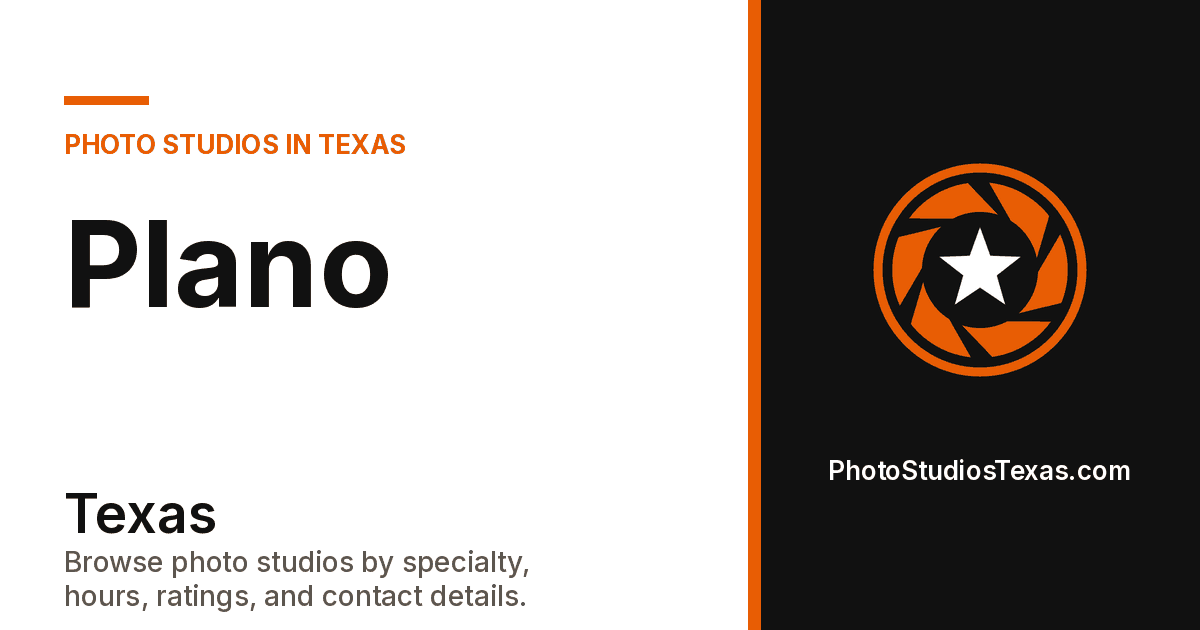 PHOTO STUDIOS IN TEXAS
Plano
Texas
Browse photo studios by specialty,
hours, ratings, and contact details.
PhotoStudiosTexas.com